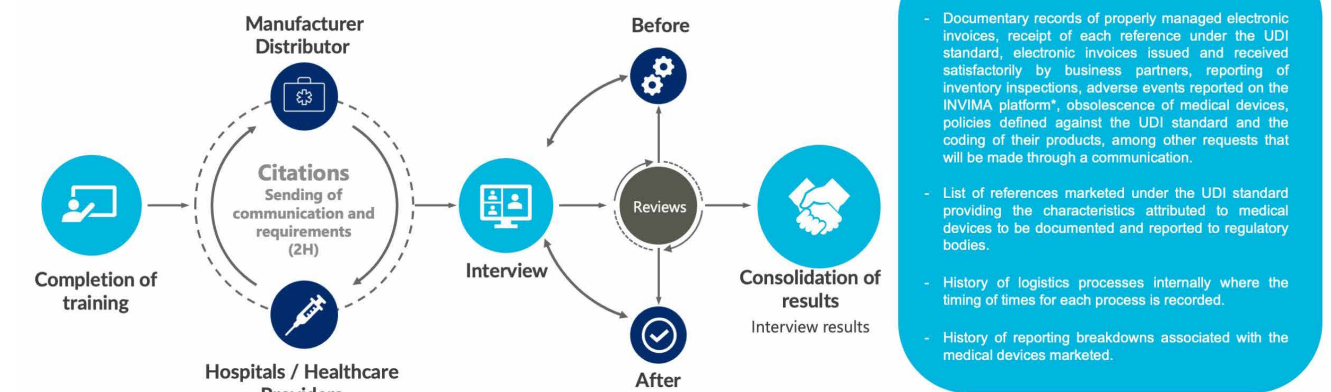 Manufacturer
Distributor
Citations
Sending of
communication and
requirements
(2H)
Completion of
training
Hospitals / Healthcare
Providers
Interview
Before
Reviews
After
Consolidation of
results
Interview results
- Documentary records of properly managed electronic
invoices, receipt of each reference under the UDI
standard, electronic invoices issued and received
satisfactorily by business partners, reporting of
inventory inspections, adverse events reported on the
INVIMA platform*, obsolescence of medical devices,
policies defined against the UDI standard and the
coding of their products, among other requests that
will be made through a communication.
- List of references marketed under the UDI standard
providing the characteristics attributed to medical
devices to be documented and reported to regulatory
bodies.
- History of logistics processes internally where the
timing of times for each process is recorded.
- History of reporting breakdowns associated with the
medical devices marketed.